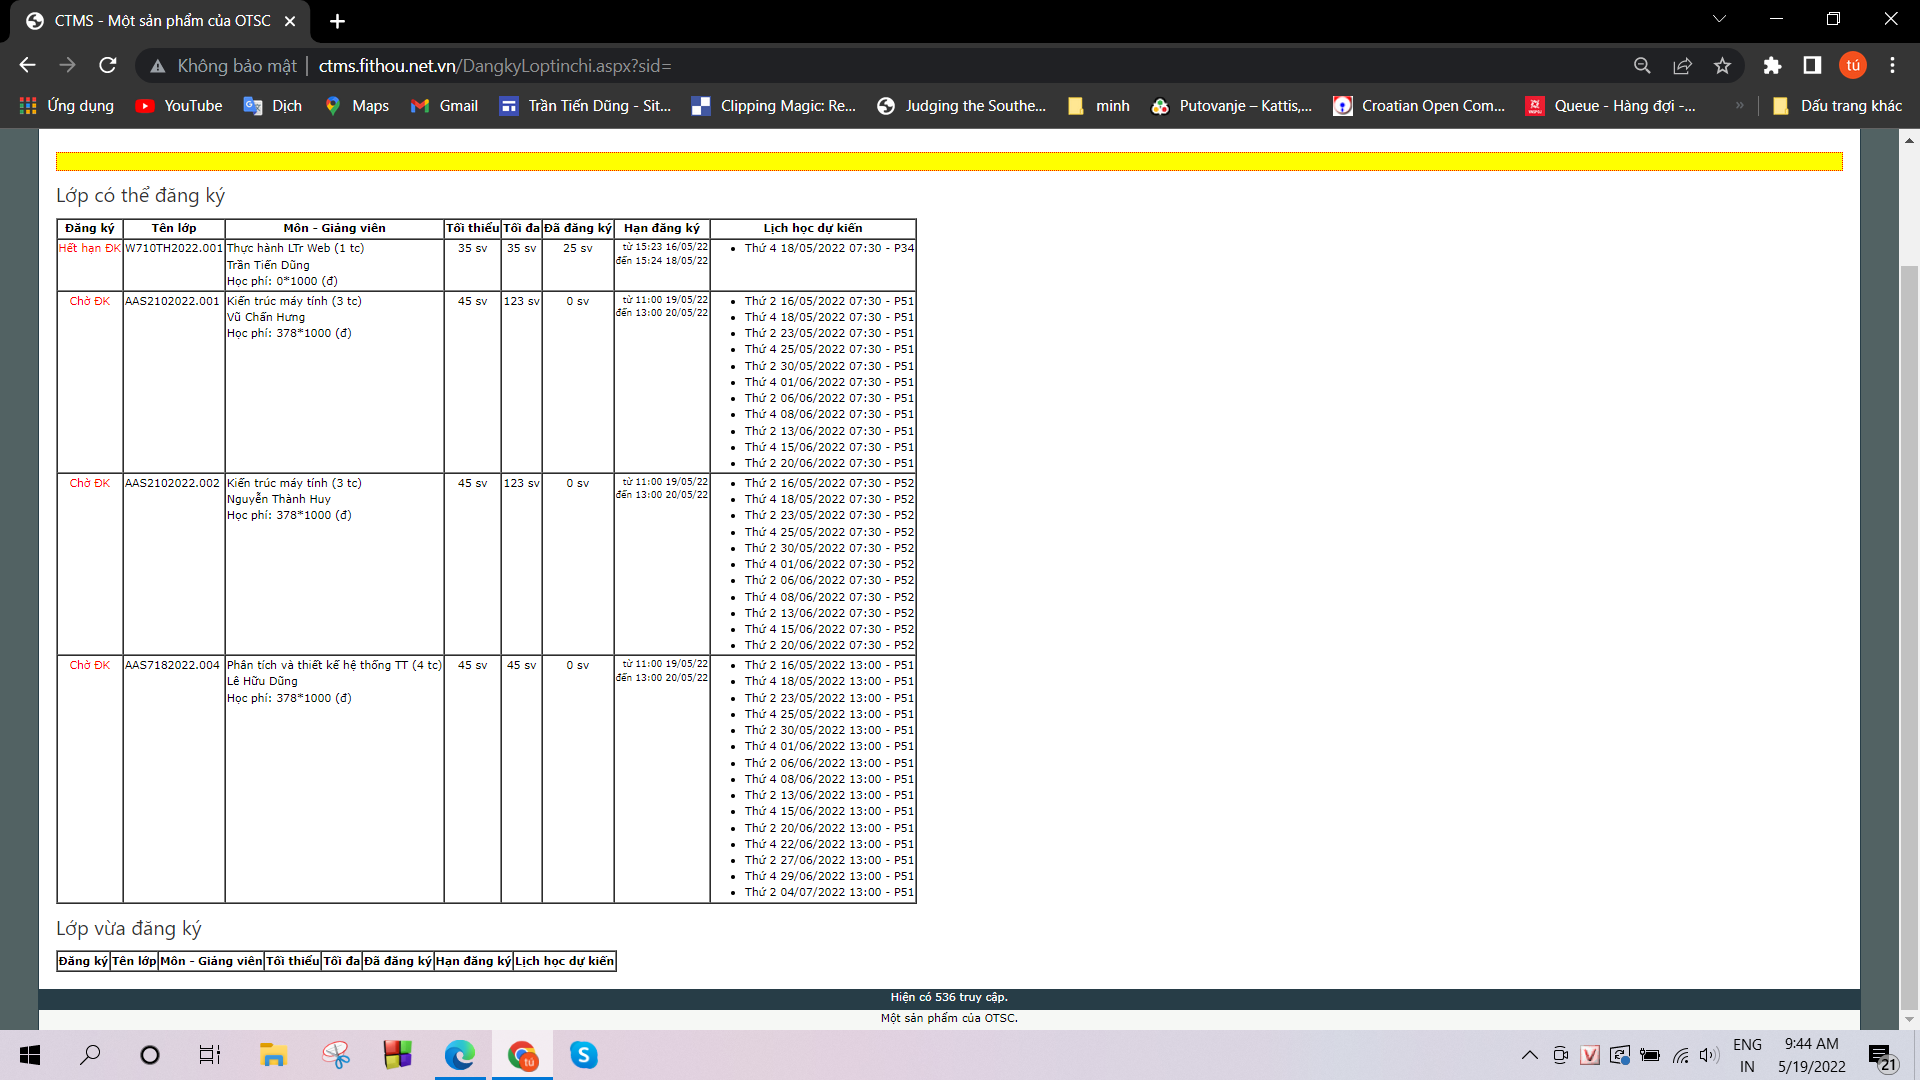 CTMS - Một sản phẩm của OTSC
Không bảo mật
ctms.fithou.net.vn/DangkyLoptinchi.aspx?sid=
tú
Ứng dụng
YouTube
Dịch
Maps
Gmail
Trần Tiến Dũng - Sit...
Clipping Magic: Re...
Judging the Southe...
minh
Putovanje – Kattis,...
Croatian Open Com...
Queue - Hàng đợi -...
Dấu trang khác
Lớp có thể đăng ký
Đăng ký Tên lớp Môn - Giảng viên Tối thiểu Tối đa Đã đăng ký Hạn đăng ký Lịch học dự kiến
Hết hạn ĐK W710TH2022.001 Thực hành LTr Web (1 tc) 35 sv 35 sv 25 sv từ 15:23 16/05/22 Thứ 4 18/05/2022 07:30 - P34
Trần Tiến Dũng đến 15:24 18/05/22
Học phí: 0*1000 (đ)
Chờ ĐK AAS2102022.001 Kiến trúc máy tính (3 tc) 45 sv 123 sv 0 sv từ 11:00 19/05/22 Thứ 2 16/05/2022 07:30 - P51
Vũ Chấn Hưng đến 13:00 20/05/22 Thứ 4 18/05/2022 07:30 - P51
Học phí: 378*1000 (đ) Thứ 2 23/05/2022 07:30 - P51
Thứ 4 25/05/2022 07:30 - P51
Thứ 2 30/05/2022 07:30 - P51
Thứ 4 01/06/2022 07:30 - P51
Thứ 2 06/06/2022 07:30 - P51
Thứ 4 08/06/2022 07:30 - P51
Thứ 2 13/06/2022 07:30 - P51
Thứ 4 15/06/2022 07:30 - P51
Thứ 2 20/06/2022 07:30 - P51
Chờ ĐK AAS2102022.002 Kiến trúc máy tính (3 tc) 45 sv 123 sv 0 sv từ 11:00 19/05/22 Thứ 2 16/05/2022 07:30 - P52
Nguyễn Thành Huy đến 13:00 20/05/22 Thứ 4 18/05/2022 07:30 - P52
Học phí: 378*1000 (đ) Thứ 2 23/05/2022 07:30 - P52
Thứ 4 25/05/2022 07:30 - P52
Thứ 2 30/05/2022 07:30 - P52
Thứ 4 01/06/2022 07:30 - P52
Thứ 2 06/06/2022 07:30 - P52
Thứ 4 08/06/2022 07:30 - P52
Thứ 2 13/06/2022 07:30 - P52
Thứ 4 15/06/2022 07:30 - P52
Thứ 2 20/06/2022 07:30 - P52
Chờ ĐK AAS7182022.004 Phân tích và thiết kế hệ thống TT (4 tc) 45 sv 45 sv 0 sv từ 11:00 19/05/22 Thứ 2 16/05/2022 13:00 - P51
Lê Hữu Dũng đến 13:00 20/05/22 Thứ 4 18/05/2022 13:00 - P51
Học phí: 378*1000 (đ) Thứ 2 23/05/2022 13:00 - P51
Thứ 4 25/05/2022 13:00 - P51
Thứ 2 30/05/2022 13:00 - P51
Thứ 4 01/06/2022 13:00 - P51
Thứ 2 06/06/2022 13:00 - P51
Thứ 4 08/06/2022 13:00 - P51
Thứ 2 13/06/2022 13:00 - P51
Thứ 4 15/06/2022 13:00 - P51
Thứ 2 20/06/2022 13:00 - P51
Thứ 4 22/06/2022 13:00 - P51
Thứ 2 27/06/2022 13:00 - P51
Thứ 4 29/06/2022 13:00 - P51
Thứ 2 04/07/2022 13:00 - P51
Lớp vừa đăng ký
Đăng ký Tên lớp Môn - Giảng viên Tối thiểu Tối đa Đã đăng ký Hạn đăng ký Lịch học dự kiến
Hiện có 536 truy cập.
Một sản phẩm của OTSC.
ENG
IN
9:44 AM
5/19/2022
21